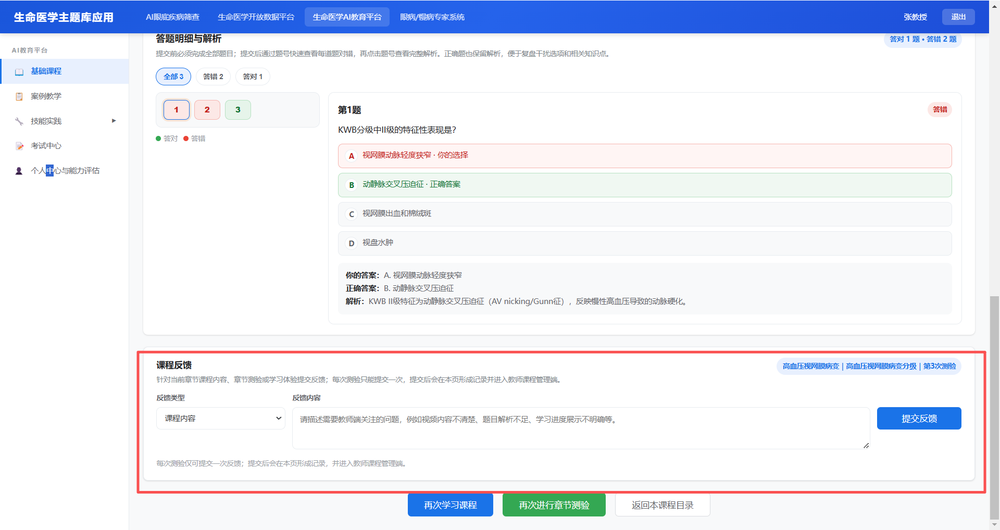 生命医学主题库应用
AI眼底疾病筛查
生命医学开放数据平台
生命医学AI教育平台
眼病/慢病专家系统
张教授
退出
AI教育平台
基础课程
案例教学
技能实践
考试中心
个人中心与能力评估
答题明细与解析
答对 1 题 • 答错 2 题
提交前必须完成全部题目；提交后通过题号快速查看每道题对错，再点击题号查看完整解析。正确题也保留解析，便于复盘干扰选项和相关知识点。
全部 3
答错 2
答对 1
1
2
3
答对
答错
第1题
答错
KWB分级中II级的特征性表现是?
A 视网膜动脉轻度狭窄 · 你的选择
B 动静脉交叉压迫征 · 正确答案
C 视网膜出血和棉绒斑
D 视盘水肿
你的答案：A. 视网膜动脉轻度狭窄
正确答案：B. 动静脉交叉压迫征
解析：KWB II级特征为动静脉交叉压迫征（AV nicking/Gunn征），反映慢性高血压导致的动脉硬化。
课程反馈
高血压视网膜病变 | 高血压视网膜病变分级 | 第3次测验
针对当前章节课程内容、章节测验或学习体验提交反馈；每次测验只能提交一次，提交后会在本页形成记录并进入教师课程管理端。
反馈类型
反馈内容
课程内容
请描述需要教师端关注的问题，例如视频内容不清楚、题目解析不足、学习进度展示不明确等。
提交反馈
每次测验仅可提交一次反馈；提交后会在本页形成记录，并进入教师课程管理端。
再次学习课程
再次进行章节测验
返回本课程目录